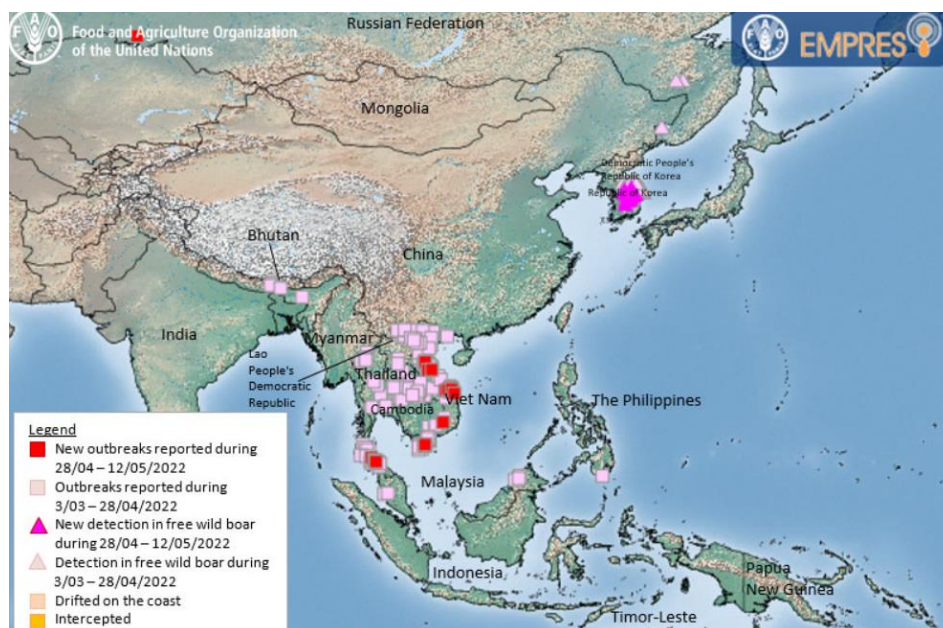 Food and Agriculture Organization
of the United Nations
Russian Federation
FAO
EMPRES
Mongolia
Democratic People's
Republic of Korea
Republic of Korea
Bhutan
China
India
Myanmar
Lao
People's
Democratic
Republic
Thailand
Viet Nam
Cambodia
The Philippines
Malaysia
Indonesia
Papua
New Guinea
Timor-Leste
Legend
New outbreaks reported during
28/04 – 12/05/2022
Outbreaks reported during
3/03 – 28/04/2022
New detection in free wild boar
during 28/04 – 12/05/2022
Detection in free wild boar during
3/03 – 28/04/2022
Drifted on the coast
Intercepted